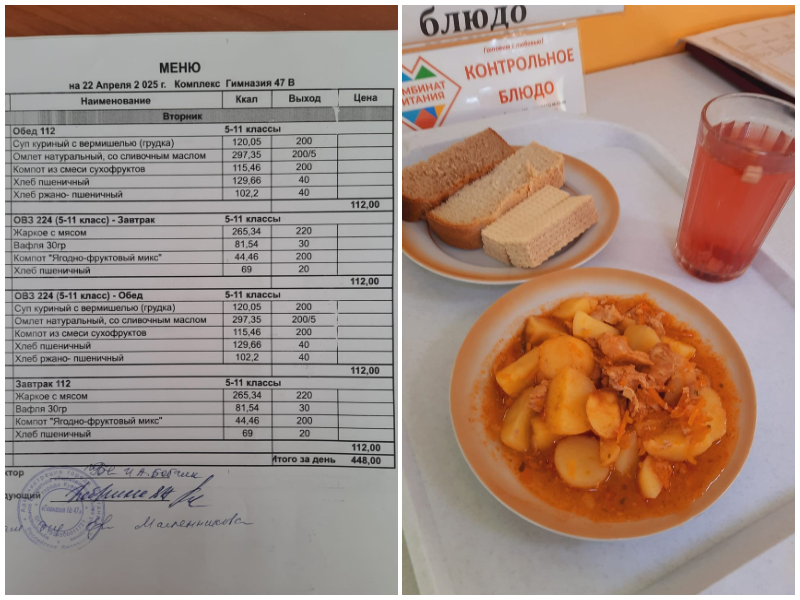 МЕНЮ
на 22 Апреля 2 025 г. Комплекс Гимназия 47 В
Наименование Ккал Выход Цена
Вторник
Обед 112 5-11 классы
Суп куриный с вермишелью (грудка) 120,05 200
Омлет натуральный, со сливочным маслом 297,35 200/5
Компот из смеси сухофруктов 115,46 200
Хлеб пшеничный 129,66 40
Хлеб ржано- пшеничный 102,2 40
112,00
ОВЗ 224 (5-11 класс) - Завтрак 5-11 классы
Жаркое с мясом 265,34 220
Вафля 30гр 81,54 30
Компот "Ягодно-фруктовый микс" 44,46 200
Хлеб пшеничный 69 20
112,00
ОВЗ 224 (5-11 класс) - Обед 5-11 классы
Суп куриный с вермишелью (грудка) 120,05 200
Омлет натуральный, со сливочным маслом 297,35 200/5
Компот из смеси сухофруктов 115,46 200
Хлеб пшеничный 129,66 40
Хлеб ржано- пшеничный 102,2 40
112,00
Завтрак 112 5-11 классы
Жаркое с мясом 265,34 220
Вафля 30гр 81,54 30
Компот "Ягодно-фруктовый микс" 44,46 200
Хлеб пшеничный 69 20
112,00
Итого за день 448,00
ктор
дующий
Масленникова
блюдо
Готовим с любовью!
МБИНАТ
ИТАНИЯ
КОНТРОЛЬНОЕ
БЛЮДО